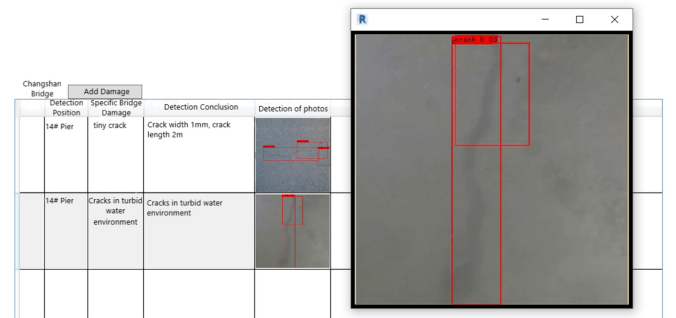 R
Changshan
Bridge
Add Damage
Detection
Position
Specific Bridge
Damage
Detection Conclusion
Detection of photos
14# Pier
tiny crack
Crack width 1mm, crack
length 2m
14# Pier
Cracks in turbid
water
environment
Cracks in turbid water
environment